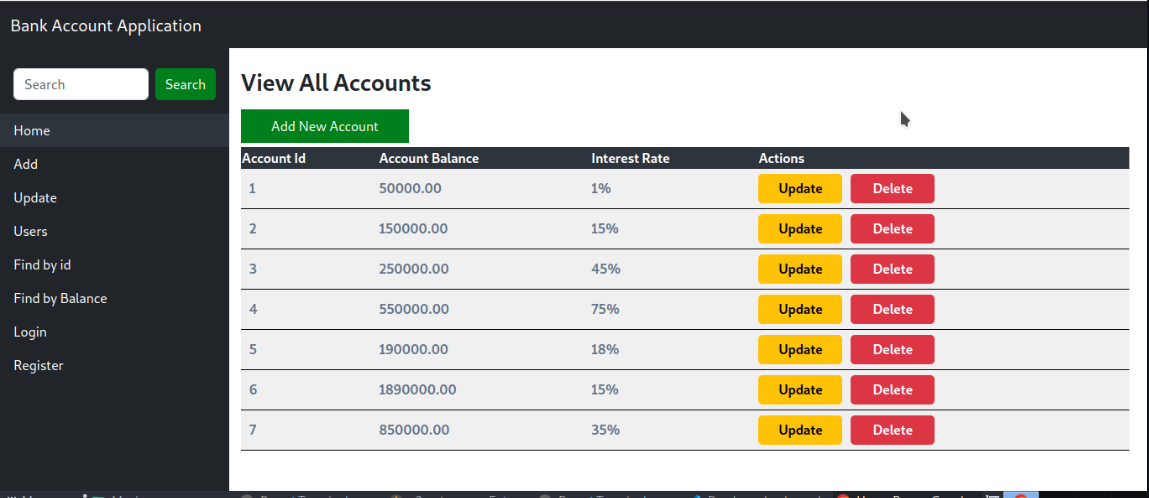 Bank Account Application
Search Search
Home
Add
Update
Users
Find by id
Find by Balance
Login
Register
View All Accounts
Add New Account
Account Id Account Balance Interest Rate Actions
1 50000.00 1% Update Delete
2 150000.00 15% Update Delete
3 250000.00 45% Update Delete
4 550000.00 75% Update Delete
5 190000.00 18% Update Delete
6 1890000.00 15% Update Delete
7 850000.00 35% Update Delete